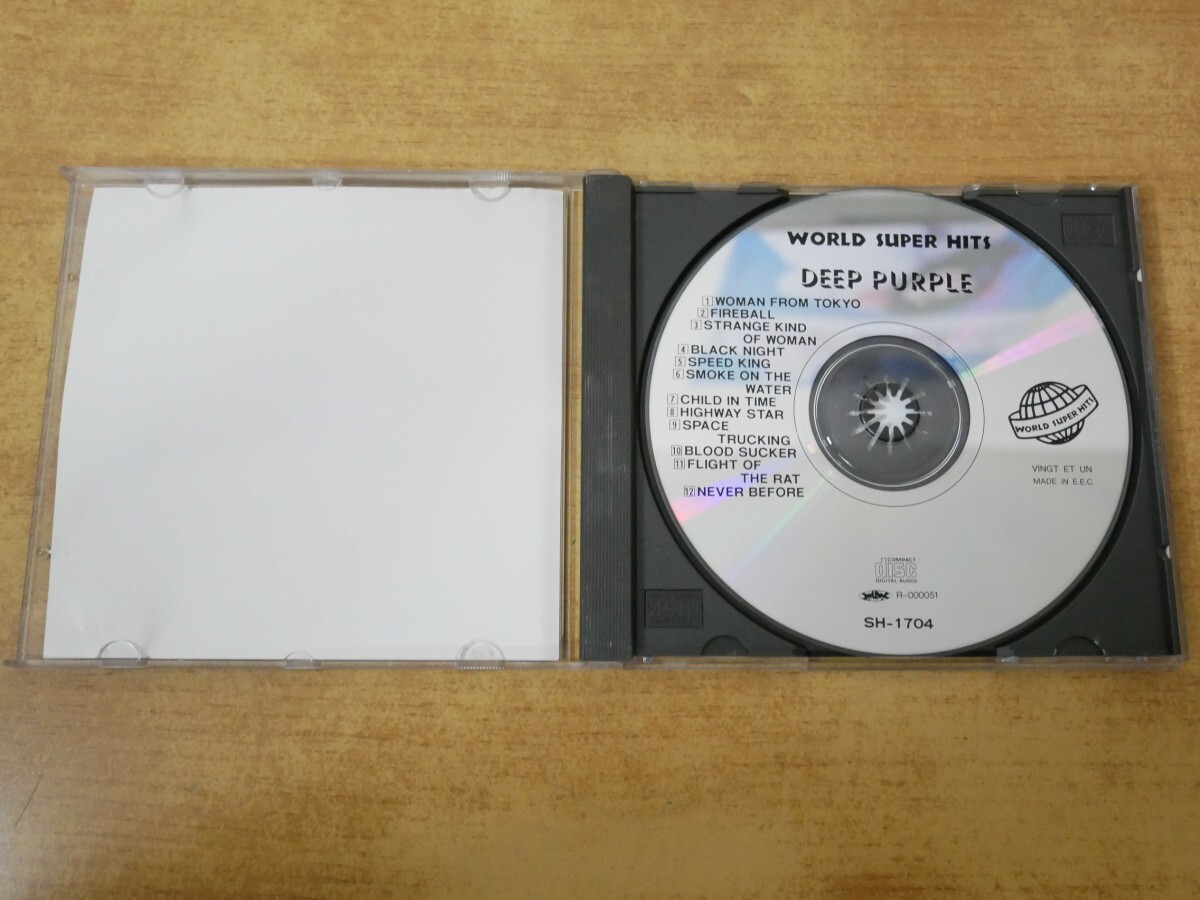 WORLD SUPER HITS
DEEP PURPLE
1 WOMAN FROM TOKYO
2 FIREBALL
3 STRANGE KIND
OF WOMAN
4 BLACK NIGHT
5 SPEED KING
6 SMOKE ON THE
WATER
7 CHILD IN TIME
8 HIGHWAY STAR
9 SPACE
TRUCKING
10 BLOOD SUCKER
11 FLIGHT OF
THE RAT
12 NEVER BEFORE
WORLD SUPER HITS
VINGT ET UN
MADE IN E.E.C.
COMPACT
disc
DIGITAL AUDIO
R-000051
SH-1704